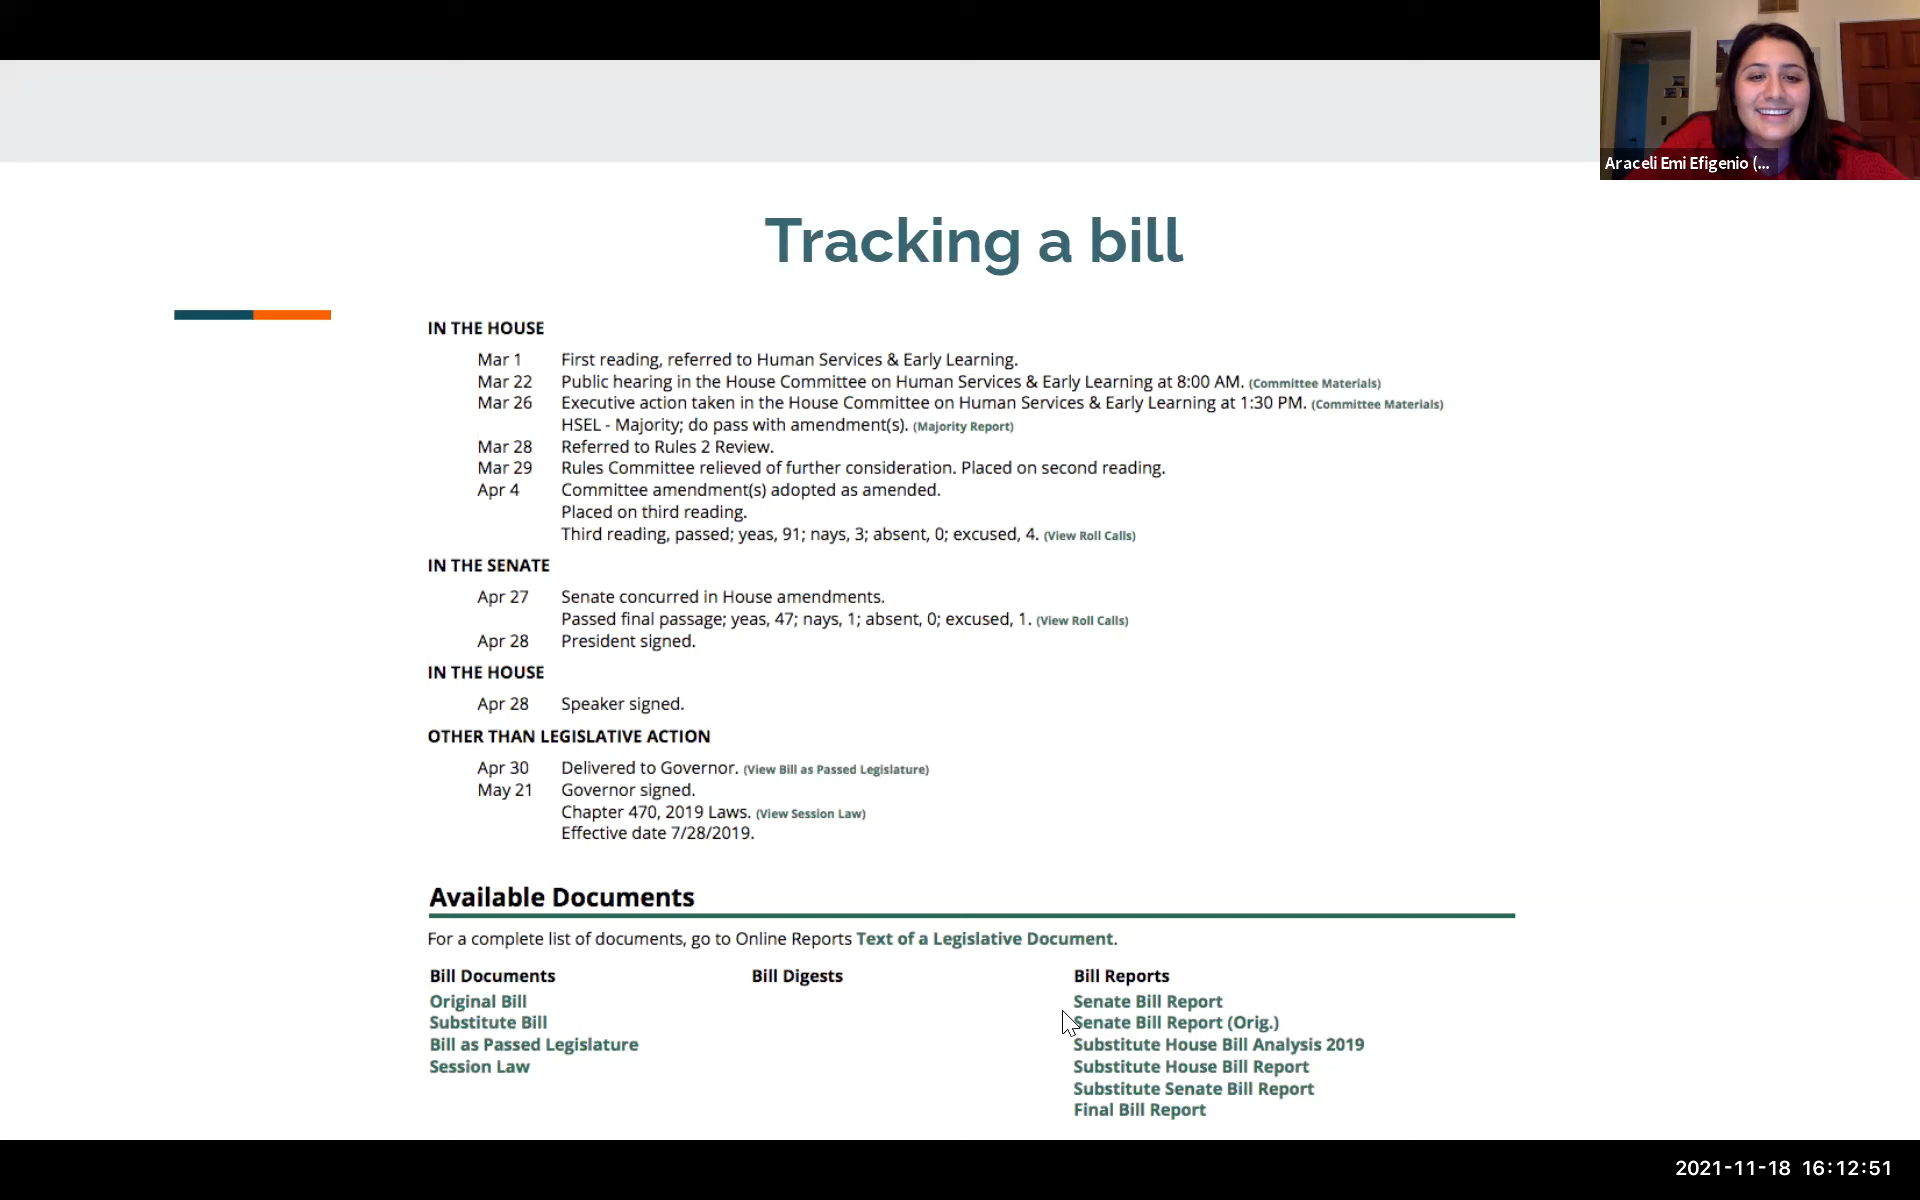 Araceli Emi Efigenio (...
Tracking a bill
IN THE HOUSE
Mar 1 First reading, referred to Human Services & Early Learning.
Mar 22 Public hearing in the House Committee on Human Services & Early Learning at 8:00 AM. (Committee Materials)
Mar 26 Executive action taken in the House Committee on Human Services & Early Learning at 1:30 PM. (Committee Materials)
HSEL - Majority; do pass with amendment(s). (Majority Report)
Mar 28 Referred to Rules 2 Review.
Mar 29 Rules Committee relieved of further consideration. Placed on second reading.
Apr 4 Committee amendment(s) adopted as amended.
Placed on third reading.
Third reading, passed; yeas, 91; nays, 3; absent, 0; excused, 4. (View Roll Calls)
IN THE SENATE
Apr 27 Senate concurred in House amendments.
Passed final passage; yeas, 47; nays, 1; absent, 0; excused, 1. (View Roll Calls)
Apr 28 President signed.
IN THE HOUSE
Apr 28 Speaker signed.
OTHER THAN LEGISLATIVE ACTION
Apr 30 Delivered to Governor. (View Bill as Passed Legislature)
May 21 Governor signed.
Chapter 470, 2019 Laws. (View Session Law)
Effective date 7/28/2019.
Available Documents
For a complete list of documents, go to Online Reports Text of a Legislative Document.
Bill Documents
Original Bill
Substitute Bill
Bill as Passed Legislature
Session Law
Bill Digests
Bill Reports
Senate Bill Report
Senate Bill Report (Orig.)
Substitute House Bill Analysis 2019
Substitute House Bill Report
Substitute Senate Bill Report
Final Bill Report
2021-11-18 16:12:51